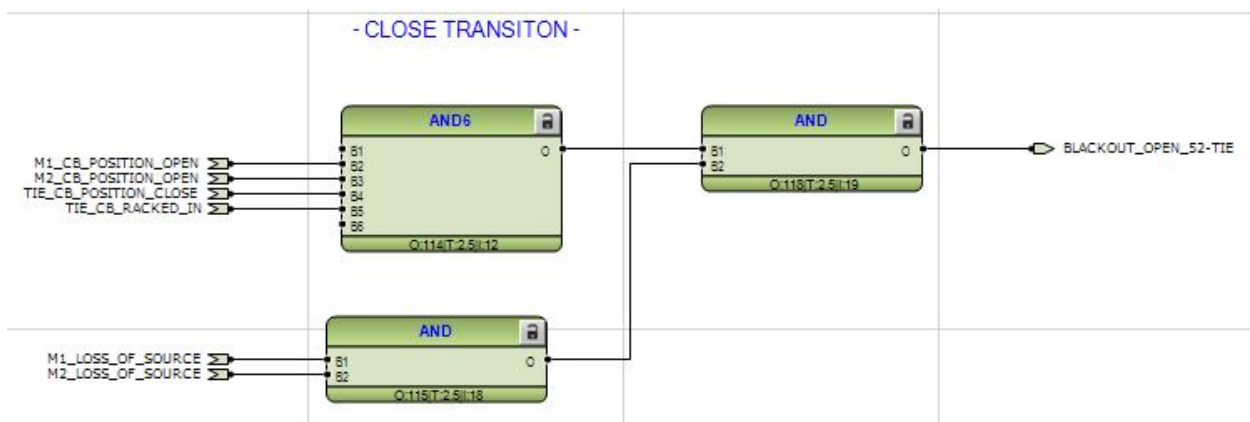 - CLOSE TRANSITON -
AND6
B1
B2
B3
B4
B5
B6
O
O:114|T:2.5|I:12
M1_CB_POSITION_OPEN
M2_CB_POSITION_OPEN
TIE_CB_POSITION_CLOSE
TIE_CB_RACKED_IN
AND
B1
B2
O
O:118|T:2.5|I:19
BLACKOUT_OPEN_52-TIE
AND
B1
B2
O
O:115|T:2.5|I:18
M1_LOSS_OF_SOURCE
M2_LOSS_OF_SOURCE